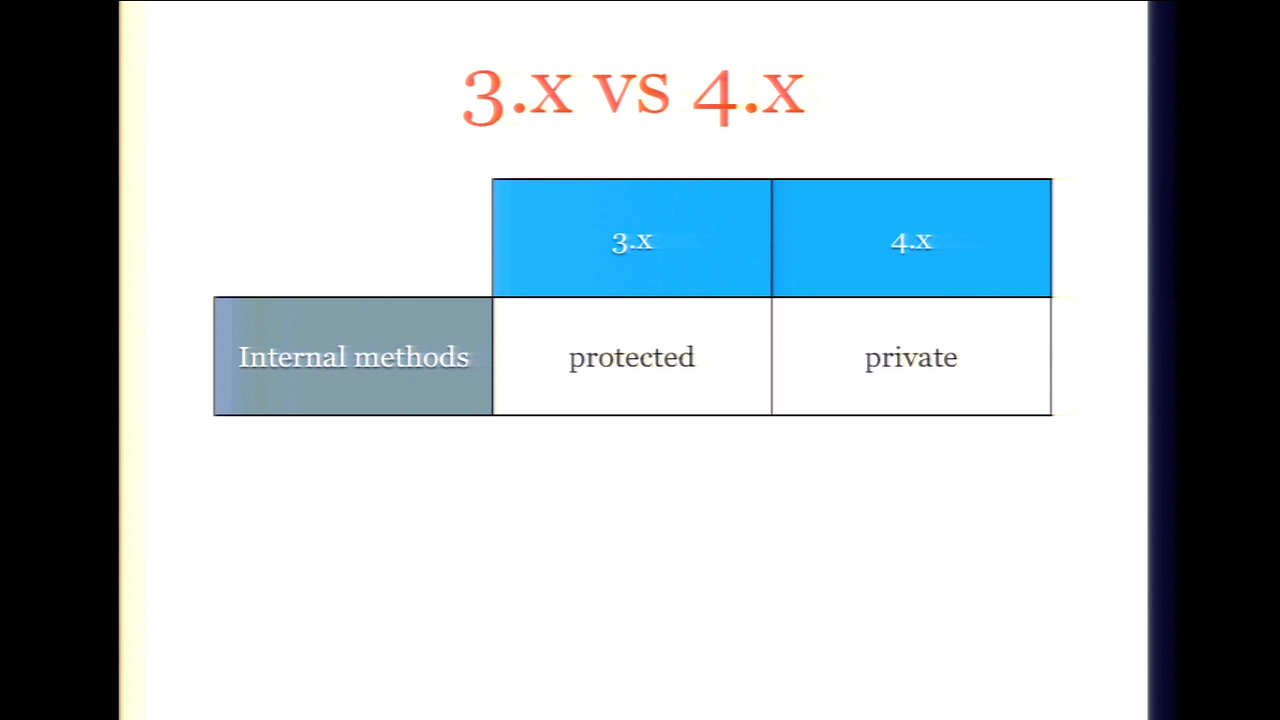 3.x vs 4.x
3.x 4.x
Internal methods protected private